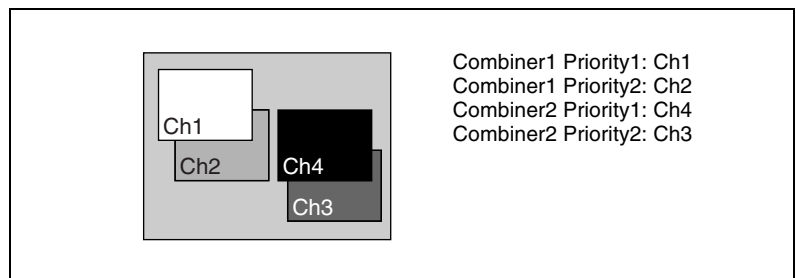 Ch1
Ch2
Ch4
Ch3
Combiner1 Priority1: Ch1
Combiner1 Priority2: Ch2
Combiner2 Priority1: Ch4
Combiner2 Priority2: Ch3